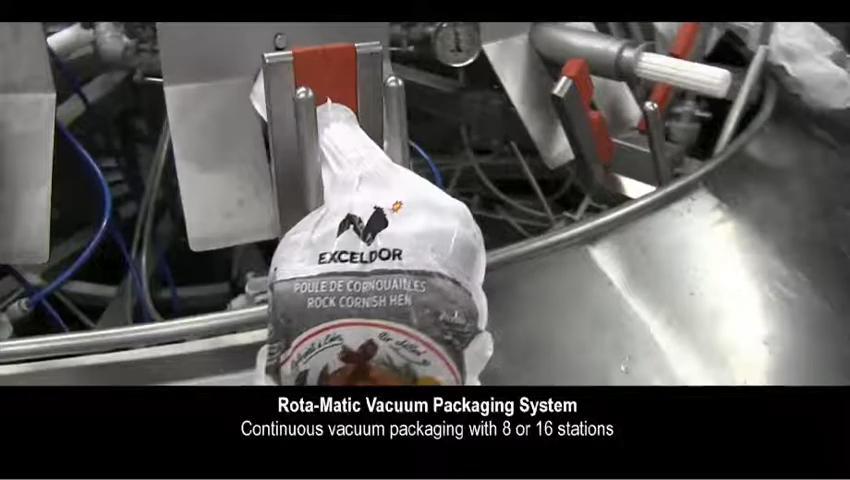 EXCELDOR
POULE DE CORNOUAILLES
ROCK CORNISH HEN
Rota-Matic Vacuum Packaging System
Continuous vacuum packaging with 8 or 16 stations